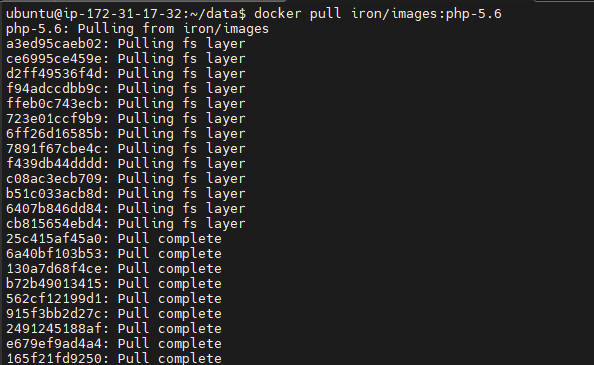 ubuntu@ip-172-31-17-32:~/data$ docker pull iron/images:php-5.6
php-5.6: Pulling from iron/images
a3ed95caeb02: Pulling fs layer
ce6995ce459e: Pulling fs layer
d2ff49536f4d: Pulling fs layer
f94adccdbb9c: Pulling fs layer
ffeb0c743ecb: Pulling fs layer
723e01ccf9b9: Pulling fs layer
6ff26d16585b: Pulling fs layer
7891f67cbe4c: Pulling fs layer
f439db44dddd: Pulling fs layer
c08ac3ecb709: Pulling fs layer
b51c033acb8d: Pulling fs layer
6407b846dd84: Pulling fs layer
cb815654ebd4: Pulling fs layer
25c415af45a0: Pull complete
6a40bf103b53: Pull complete
130a7d68f4ce: Pull complete
b72b49013415: Pull complete
562cf12199d1: Pull complete
915f3bb2d27c: Pull complete
2491245188af: Pull complete
e679ef9ad4a4: Pull complete
165f21fd9250: Pull complete